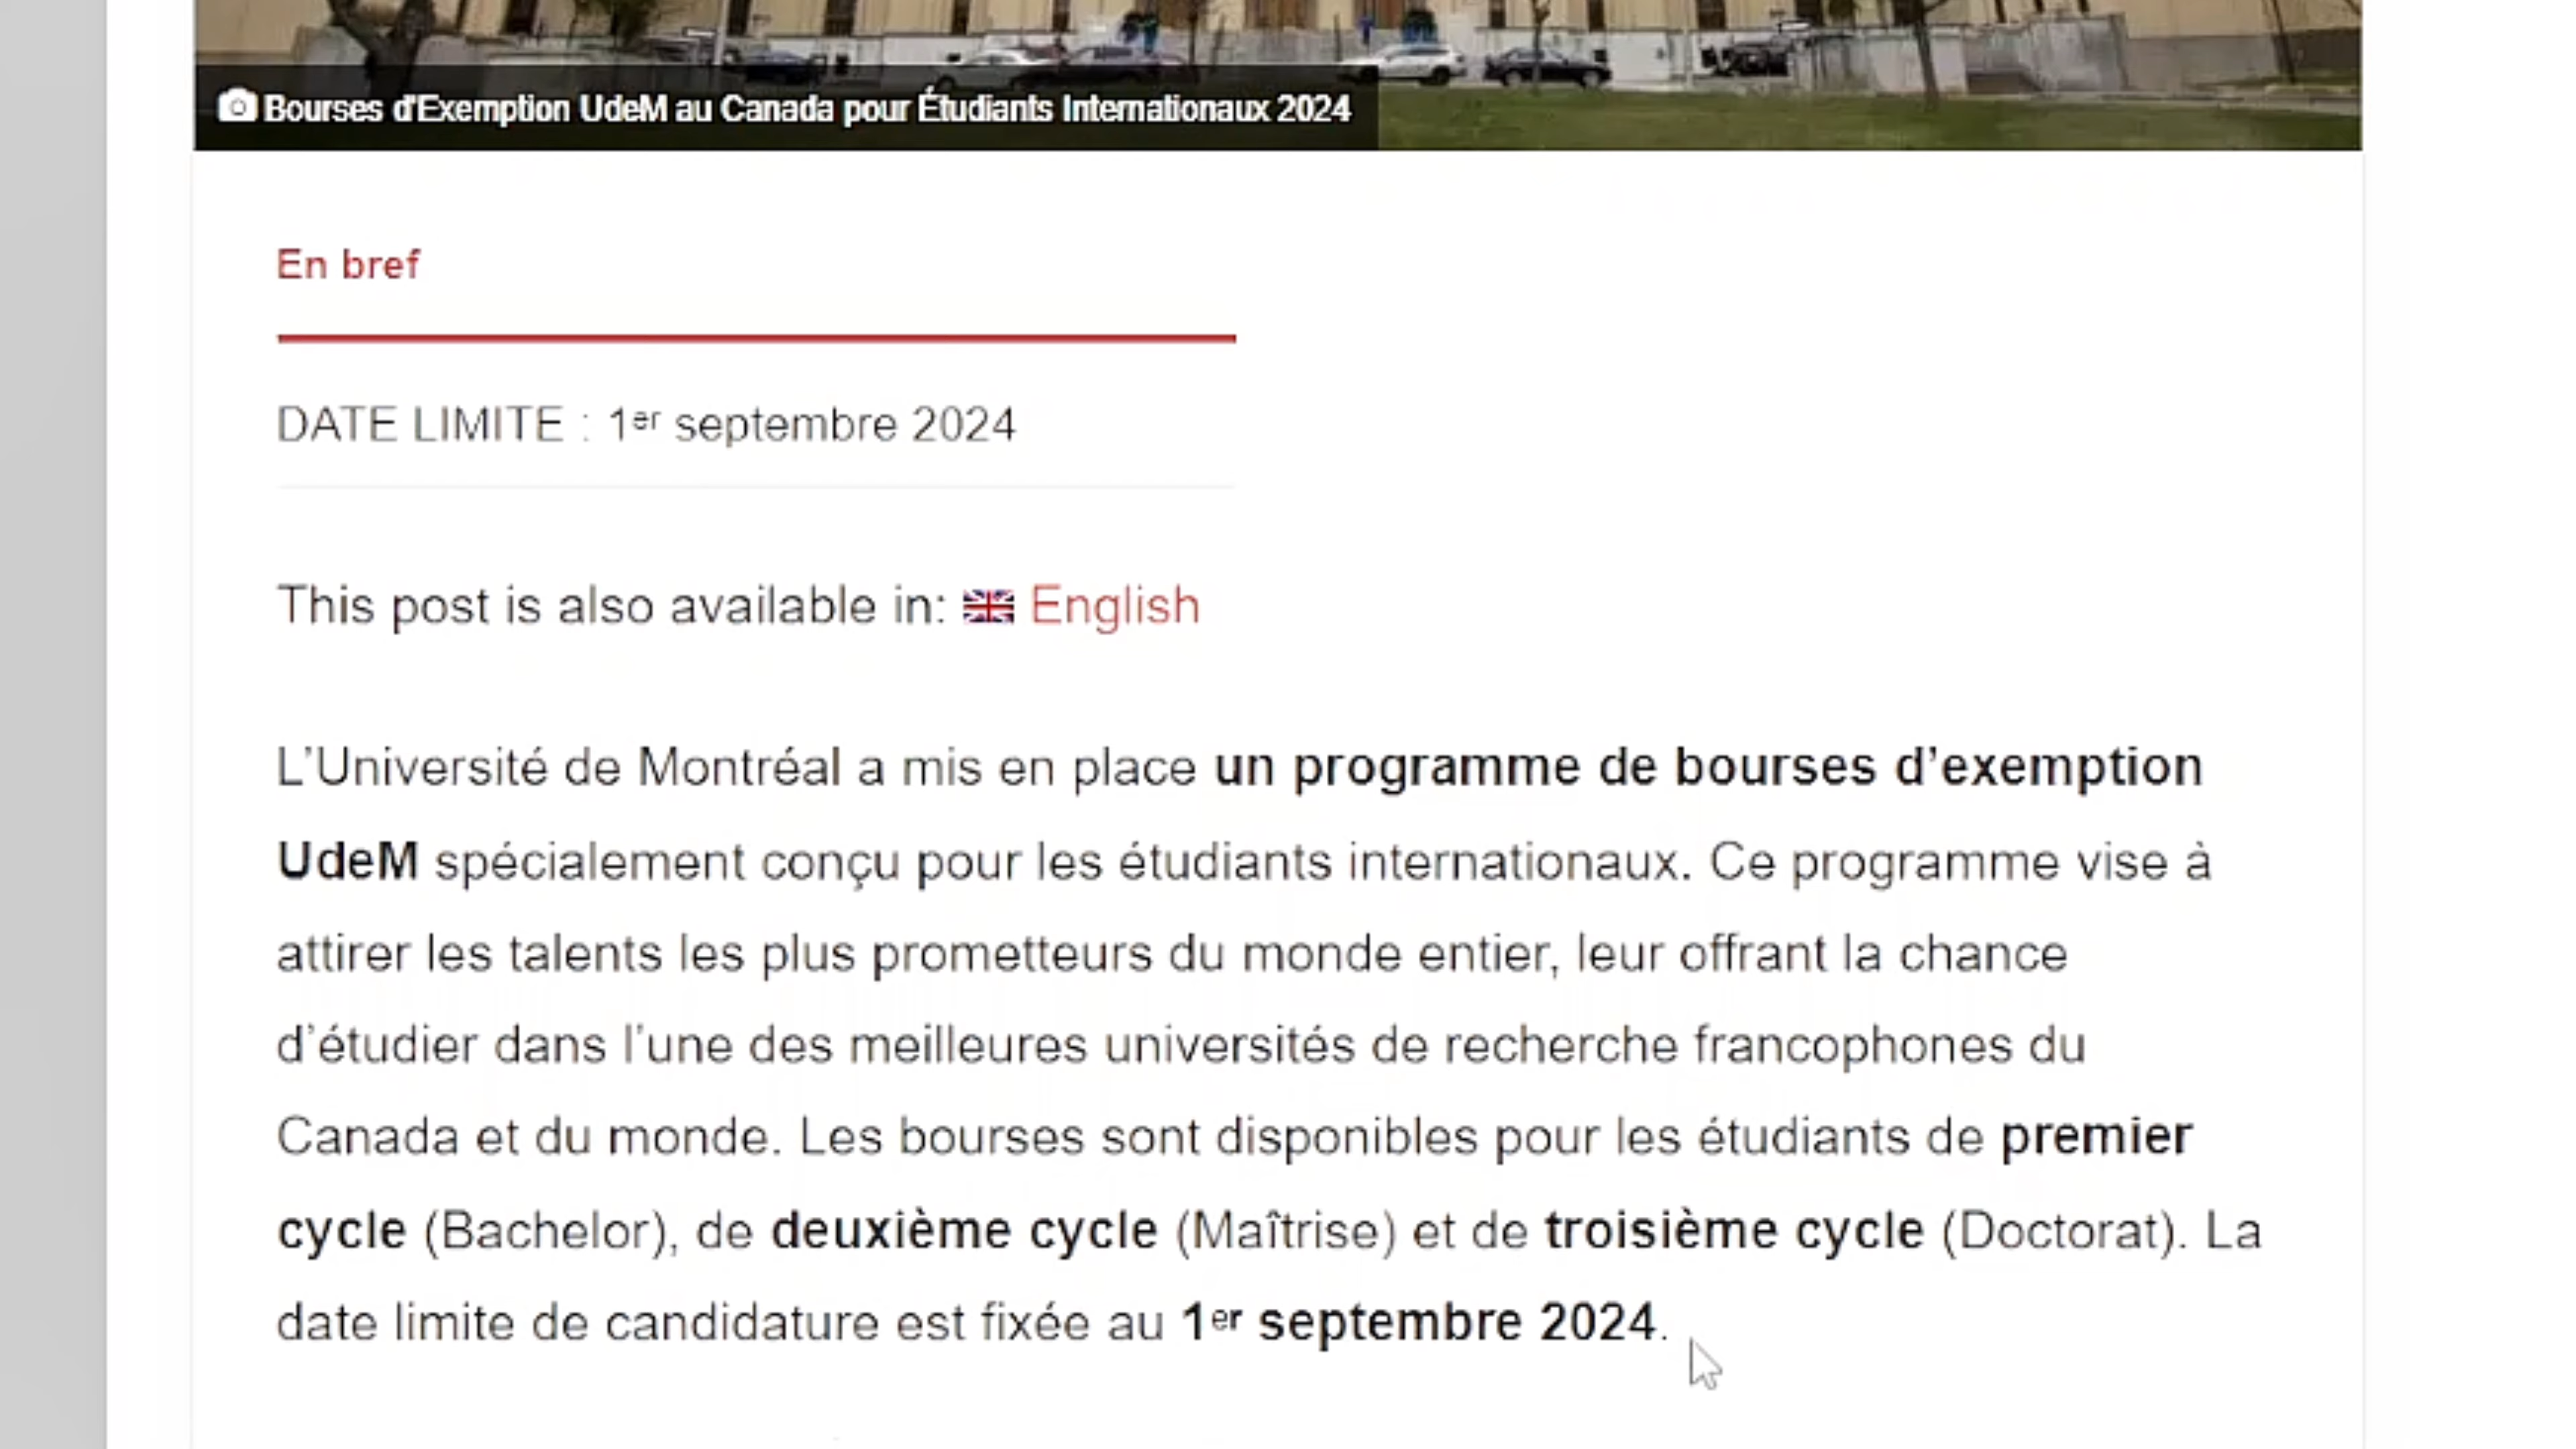 Bourses d'Exemption UdeM au Canada pour Étudiants Internationaux 2024
En bref
DATE LIMITE : 1er septembre 2024
This post is also available in: English
L'Université de Montréal a mis en place un programme de bourses d'exemption
UdeM spécialement conçu pour les étudiants internationaux. Ce programme vise à
attirer les talents les plus prometteurs du monde entier, leur offrant la chance
d'étudier dans l'une des meilleures universités de recherche francophones du
Canada et du monde. Les bourses sont disponibles pour les étudiants de premier
cycle (Bachelor), de deuxième cycle (Maîtrise) et de troisième cycle (Doctorat). La
date limite de candidature est fixée au 1er septembre 2024.